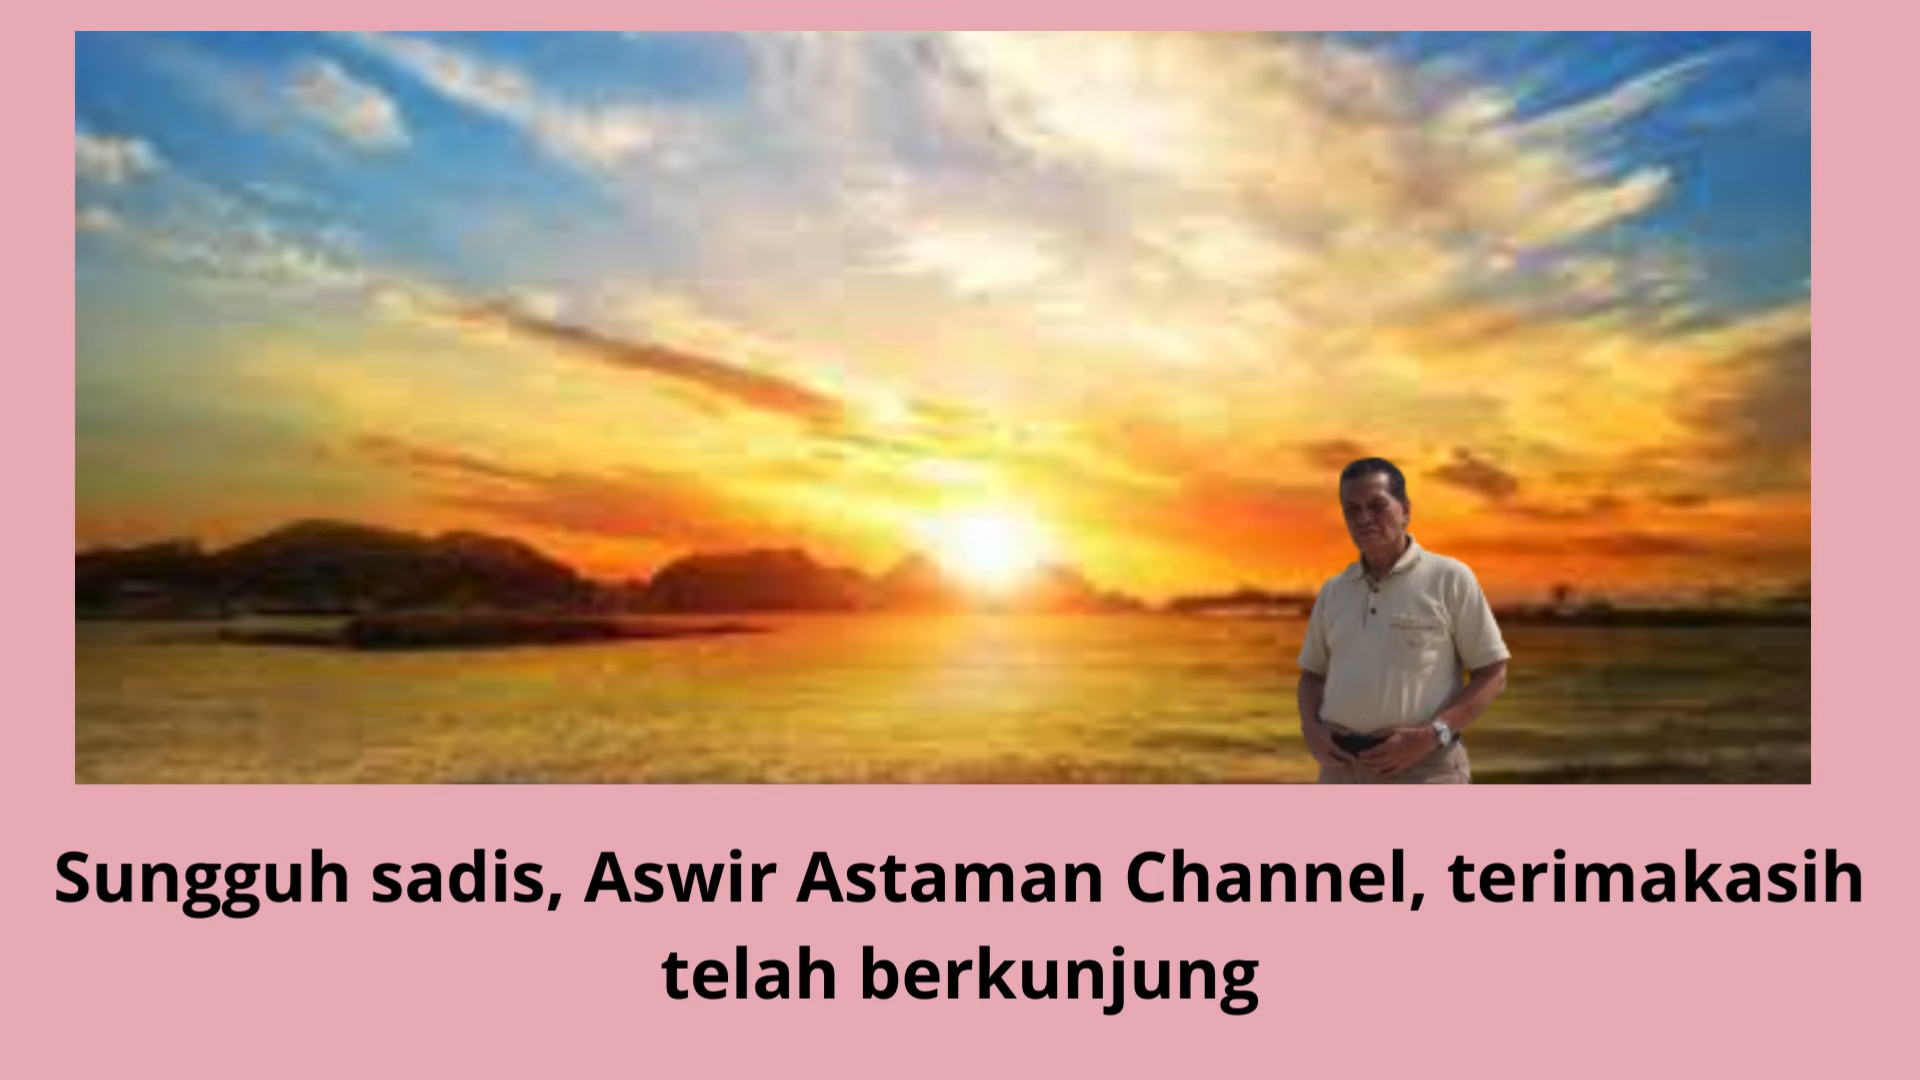 Sungguh sadis, Aswir Astaman Channel, terimakasih
telah berkunjung